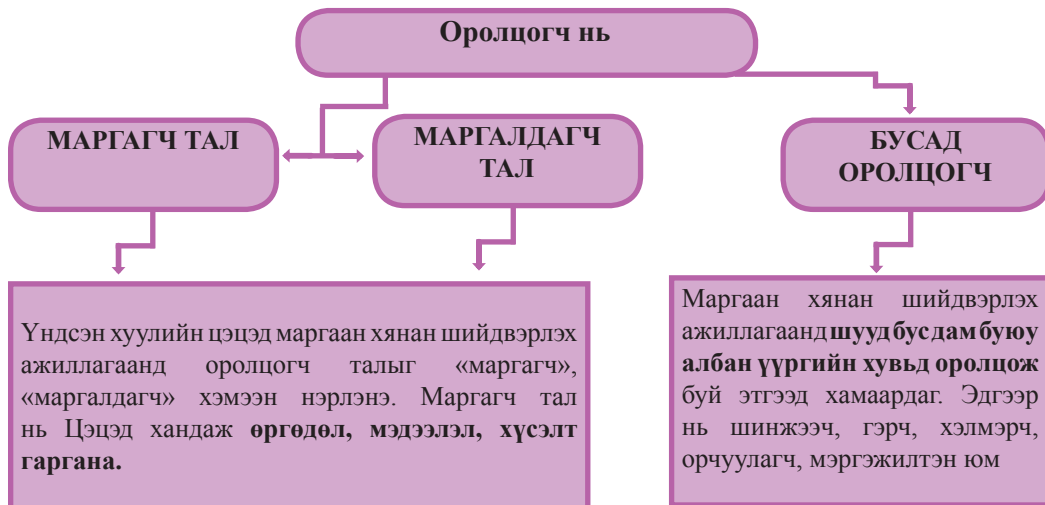 Оролцогч нь
МАРГАГЧ ТАЛ
МАРГАЛДАГЧ
ТАЛ
БУСАД
ОРОЛЦОГЧ
Үндсэн хуулийн цэцэд маргаан хянан шийдвэрлэх
ажиллагаанд оролцогч талыг «маргагч»,
«маргалдагч» хэмээн нэрлэнэ. Маргагч тал
нь Цэцэд хандаж өргөдөл, мэдээлэл, хүсэлт
гаргана.
Маргаан хянан шийдвэрлэх
ажиллагаанд шууд бус дам буюу
албан үүргийн хувьд оролцож
буй этгээд хамаардаг. Эдгээр
нь шинжээч, гэрч, хэлмэрч,
орчуулагч, мэргэжилтэн юм